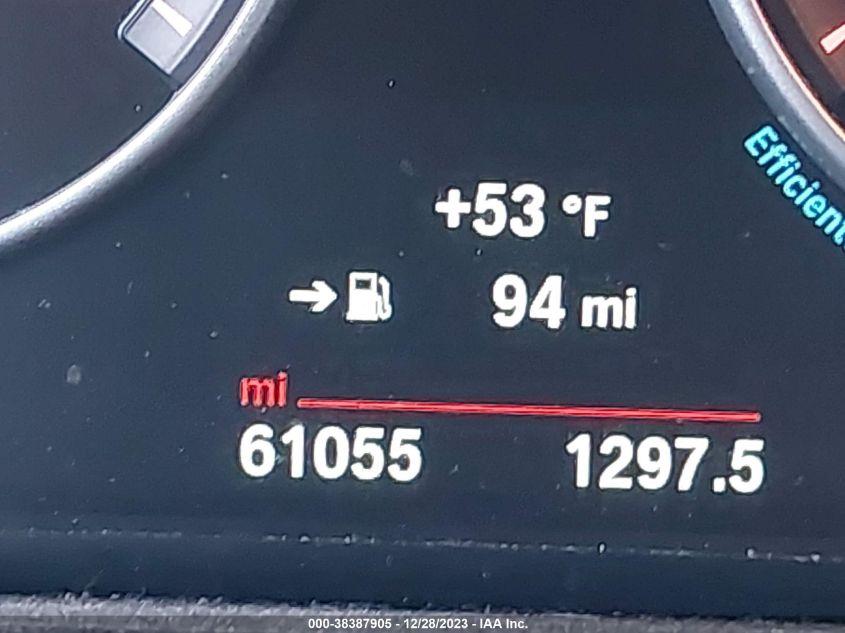 Efficient
+53 °F
→ 94 mi
mi
61055 1297.5
000-38387905 - 12/28/2023 - IAA Inc.